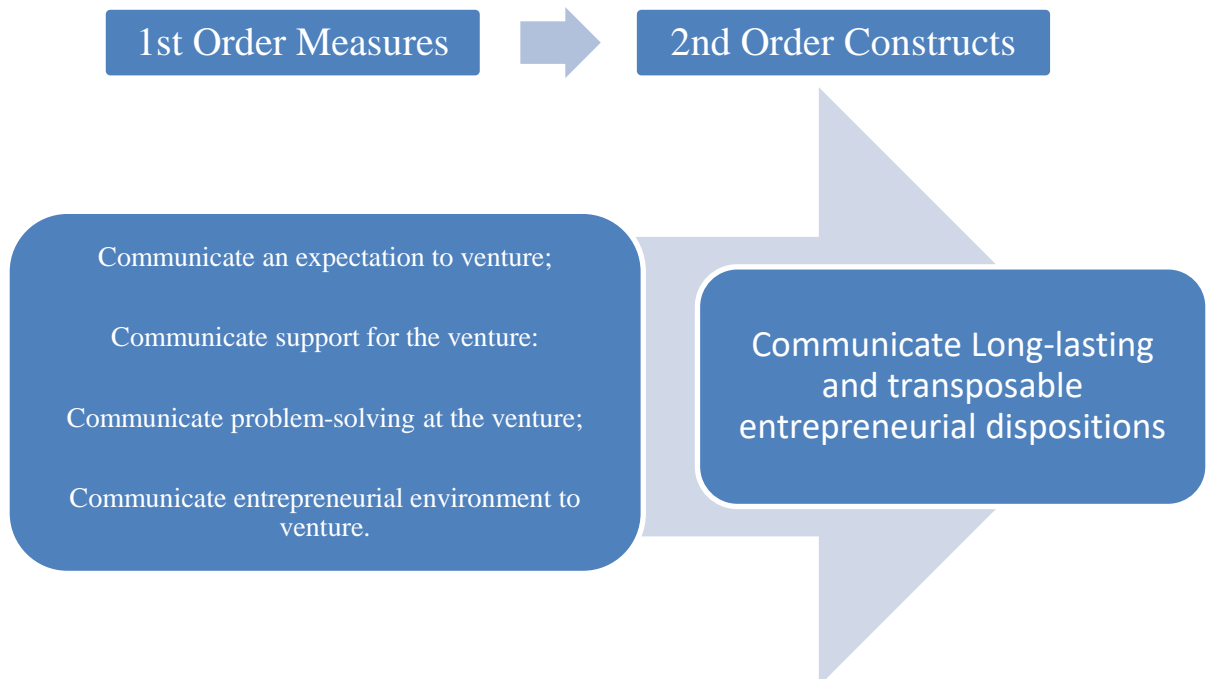 1st Order Measures
2nd Order Constructs
Communicate an expectation to venture;
Communicate support for the venture:
Communicate problem-solving at the venture;
Communicate entrepreneurial environment to
venture.
Communicate Long-lasting
and transposable
entrepreneurial dispositions